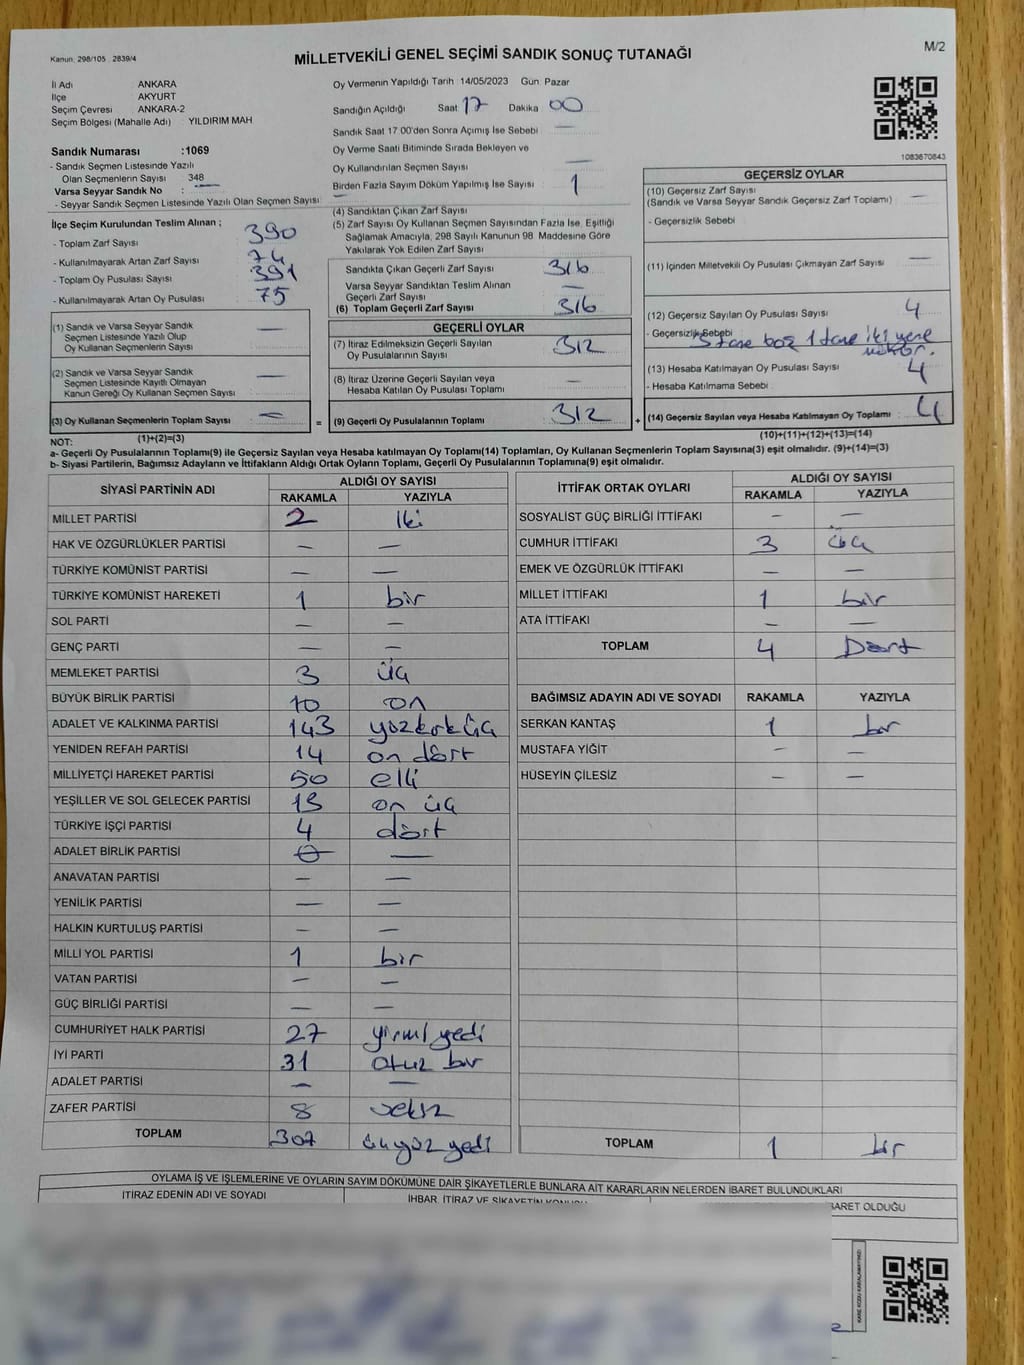 Kanun, 298/105 , 2839/4
MİLLETVEKİLİ GENEL SEÇİMİ SANDIK SONUÇ TUTANAĞI
M/2
İl Adı ANKARA
İlçe AKYURT
Seçim Çevresi ANKARA-2
Seçim Bölgesi (Mahalle Adı) YILDIRIM MAH
Sandık Numarası :1069
- Sandık Seçmen Listesinde Yazılı
Olan Seçmenlerin Sayısı 348
Varsa Seyyar Sandık No : —
- Seyyar Sandık Seçmen Listesinde Yazılı Olan Seçmen Sayısı —
Oy Vermenin Yapıldığı Tarih 14/05/2023 Gün Pazar
Sandığın Açıldığı Saat 17 Dakika 00
Sandık Saat 17 00'den Sonra Açımış İse Sebebi —
Oy Verme Saati Bitiminde Sırada Bekleyen ve
Oy Kullandırılan Seçmen Sayısı —
Birden Fazla Sayım Döküm Yapılmış İse Sayısı 1
1083670843
İlçe Seçim Kurulundan Teslim Alınan ;
- Toplam Zarf Sayısı 390
- Kullanılmayarak Artan Zarf Sayısı 74
- Toplam Oy Pusulası Sayısı 391
- Kullanılmayarak Artan Oy Pusulası 75
(1) Sandık ve Varsa Seyyar Sandık
Seçmen Listesinde Yazılı Olup
Oy Kullanan Seçmenlerin Sayısı —
(2) Sandık ve Varsa Seyyar Sandık
Seçmen Listesinde Kayıtlı Olmayan
Kanun Gereği Oy Kullanan Seçmen Sayısı —
(3) Oy Kullanan Seçmenlerin Toplam Sayısı —
(1)+(2)=(3)
(4) Sandıktan Çıkan Zarf Sayısı
(5) Zarf Sayısı Oy Kullanan Seçmen Sayısından Fazla İse, Eşitliği
Sağlamak Amacıyla, 298 Sayılı Kanunun 98 Maddesine Göre
Yakılarak Yok Edilen Zarf Sayısı
Sandıkta Çıkan Geçerli Zarf Sayısı 316
Varsa Seyyar Sandıktan Teslim Alınan
Geçerli Zarf Sayısı —
(6) Toplam Geçerli Zarf Sayısı 316
GEÇERLİ OYLAR
(7) İtiraz Edilmeksizin Geçerli Sayılan
Oy Pusulalarının Sayısı 312
(8) İtiraz Üzerine Geçerli Sayılan veya
Hesaba Katılan Oy Pusulası Toplamı —
=
(9) Geçerli Oy Pusulalarının Toplamı 312
+
GEÇERSİZ OYLAR
(10) Geçersiz Zarf Sayısı
(Sandık ve Varsa Seyyar Sandık Geçersiz Zarf Toplamı) —
- Geçersizlik Sebebi
(11) İçinden Milletvekili Oy Pusulası Çıkmayan Zarf Sayısı —
(12) Geçersiz Sayılan Oy Pusulası Sayısı 4
- Geçersizlik Sebebi 3 tane boş 1 tane iki yere
(13) Hesaba Katılmayan Oy Pusulası Sayısı 4
- Hesaba Katılmama Sebebi
(14) Geçersiz Sayılan veya Hesaba Katılmayan Oy Toplamı : 4
(10)+(11)+(12)+(13)=(14)
NOT:
a- Geçerli Oy Pusulalarının Toplamı(9) ile Geçersiz Sayılan veya Hesaba katılmayan Oy Toplamı(14) Toplamları, Oy Kullanan Seçmenlerin Toplam Sayısına(3) eşit olmalıdır. (9)+(14)=(3)
b- Siyasi Partilerin, Bağımsız Adayların ve İttifakların Aldığı Ortak Oyların Toplamı, Geçerli Oy Pusulalarının Toplamına(9) eşit olmalıdır.
SİYASİ PARTİNİN ADI ALDIĞI OY SAYISI
RAKAMLA YAZIYLA
MİLLET PARTİSİ 2 iki
HAK VE ÖZGÜRLÜKLER PARTİSİ — —
TÜRKİYE KOMÜNİST PARTİSİ — —
TÜRKİYE KOMÜNİST HAREKETİ 1 bir
SOL PARTİ — —
GENÇ PARTİ — —
MEMLEKET PARTİSİ 3 üç
BÜYÜK BİRLİK PARTİSİ 10 on
ADALET VE KALKINMA PARTİSİ 143 yüzkırk üç
YENİDEN REFAH PARTİSİ 14 on dört
MİLLİYETÇİ HAREKET PARTİSİ 50 elli
YEŞİLLER VE SOL GELECEK PARTİSİ 13 on üç
TÜRKİYE İŞÇİ PARTİSİ 4 dört
ADALET BİRLİK PARTİSİ 0 —
ANAVATAN PARTİSİ — —
YENİLİK PARTİSİ — —
HALKIN KURTULUŞ PARTİSİ — —
MİLLİ YOL PARTİSİ 1 bir
VATAN PARTİSİ — —
GÜÇ BİRLİĞİ PARTİSİ — —
CUMHURİYET HALK PARTİSİ 27 yirmi yedi
İYİ PARTİ 31 otuz bir
ADALET PARTİSİ — —
ZAFER PARTİSİ 8 sekiz
TOPLAM 307 üçyüz yedi
İTTİFAK ORTAK OYLARI ALDIĞI OY SAYISI
RAKAMLA YAZIYLA
SOSYALİST GÜÇ BİRLİĞİ İTTİFAKI — —
CUMHUR İTTİFAKI 3 üç
EMEK VE ÖZGÜRLÜK İTTİFAKI — —
MİLLET İTTİFAKI 1 bir
ATA İTTİFAKI — —
TOPLAM 4 Dört
BAĞIMSIZ ADAYIN ADI VE SOYADI RAKAMLA YAZIYLA
SERKAN KANTAŞ 1 bir
MUSTAFA YİĞİT — —
HÜSEYİN ÇİLESİZ — —
TOPLAM 1 bir
OYLAMA İŞ VE İŞLEMLERİNE VE OYLARIN SAYIM DÖKÜMÜNE DAİR ŞİKAYETLERLE BUNLARA AİT KARARLARIN NELERDEN İBARET BULUNDUKLARI
İTİRAZ EDENİN ADI VE SOYADI İHBAR, İTİRAZ VE ŞİKAYETİN KONUSU BARET OLDUĞU
KARE KODU KARALAMAYINIZ!